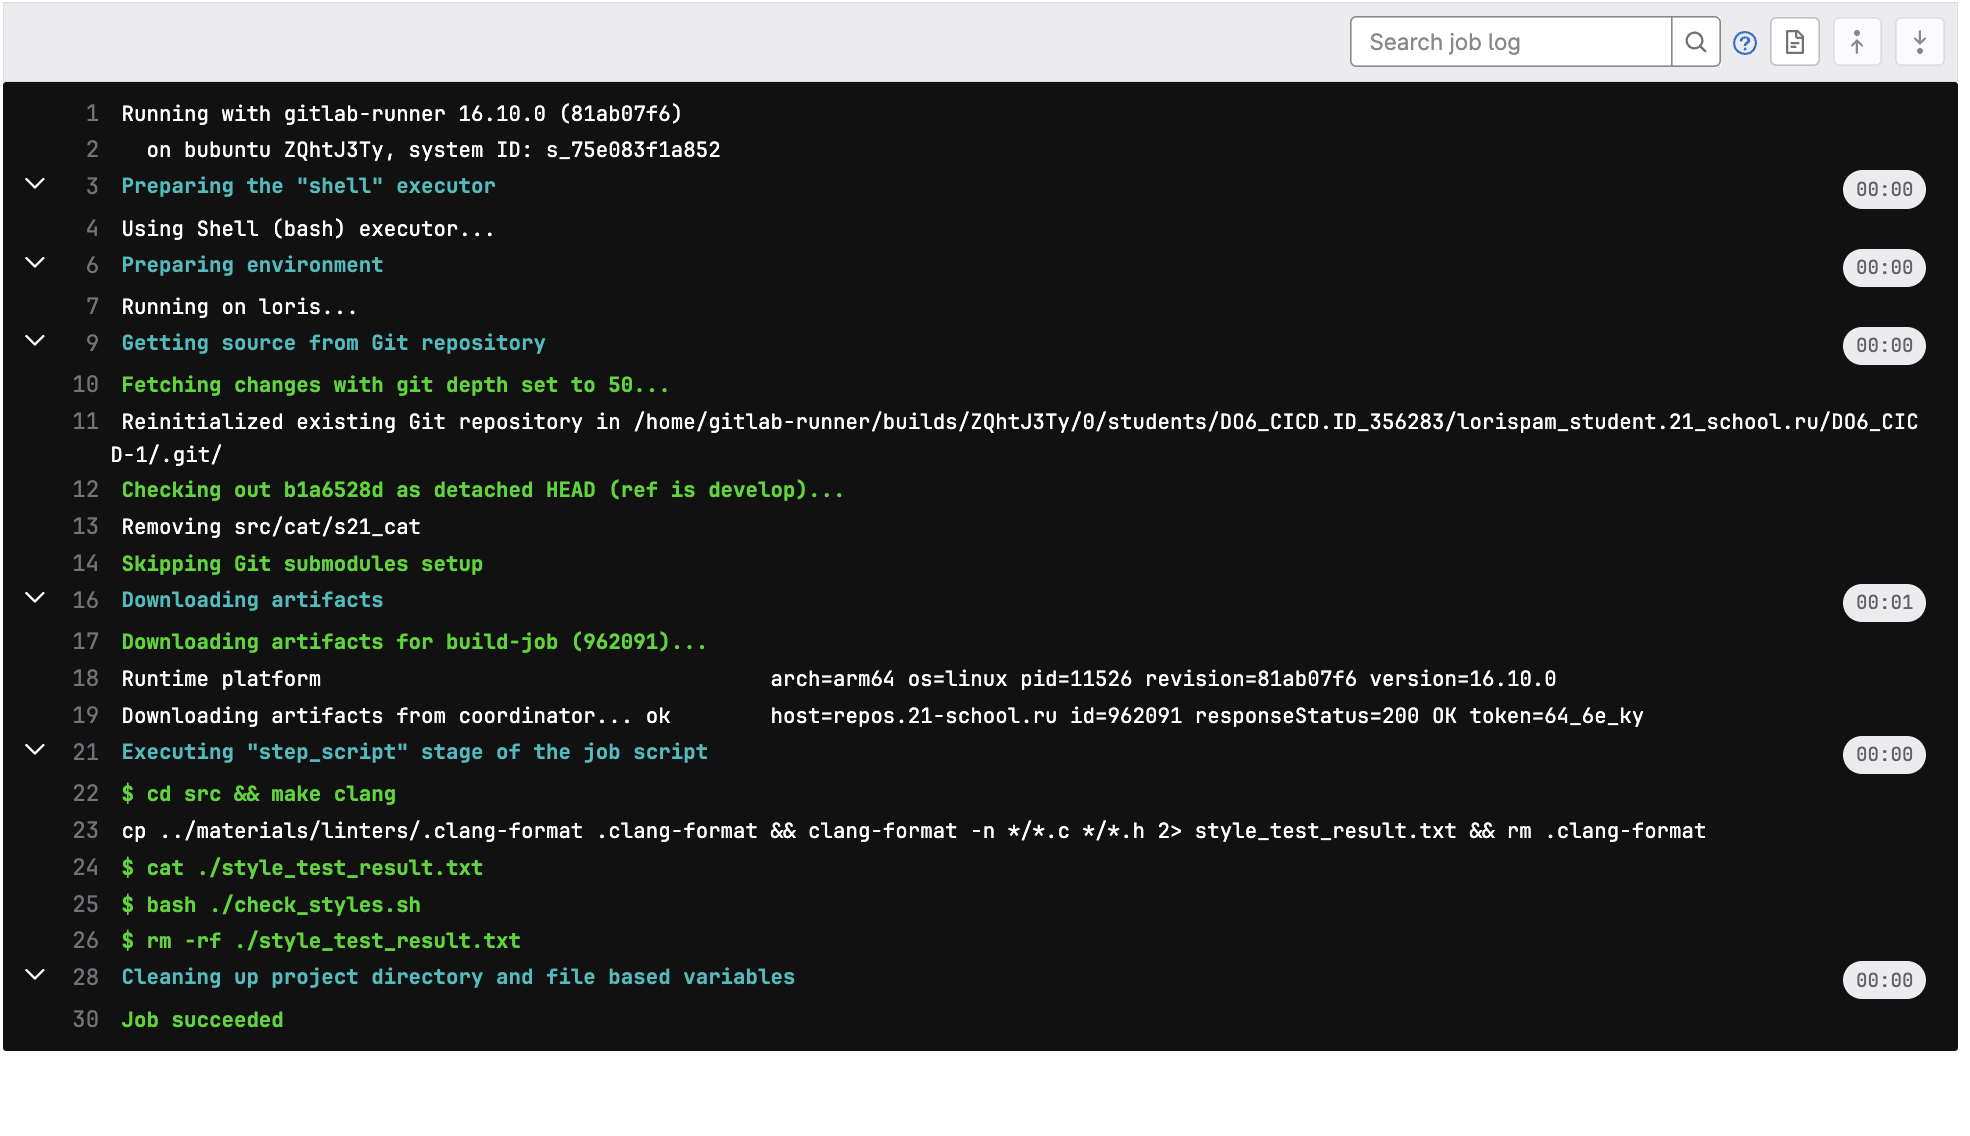 Search job log
1 Running with gitlab-runner 16.10.0 (81ab07f6)
2 on bubuntu ZQhtJ3Ty, system ID: s_75e083f1a852
3 Preparing the "shell" executor 00:00
4 Using Shell (bash) executor...
6 Preparing environment 00:00
7 Running on loris...
9 Getting source from Git repository 00:00
10 Fetching changes with git depth set to 50...
11 Reinitialized existing Git repository in /home/gitlab-runner/builds/ZQhtJ3Ty/0/students/DO6_CICD.ID_356283/lorispam_student.21_school.ru/DO6_CIC
D-1/.git/
12 Checking out b1a6528d as detached HEAD (ref is develop)...
13 Removing src/cat/s21_cat
14 Skipping Git submodules setup
16 Downloading artifacts 00:01
17 Downloading artifacts for build-job (962091)...
18 Runtime platform arch=arm64 os=linux pid=11526 revision=81ab07f6 version=16.10.0
19 Downloading artifacts from coordinator... ok host=repos.21-school.ru id=962091 responseStatus=200 OK token=64_6e_ky
21 Executing "step_script" stage of the job script 00:00
22 $ cd src && make clang
23 cp ../materials/linters/.clang-format .clang-format && clang-format -n */*.c */*.h 2> style_test_result.txt && rm .clang-format
24 $ cat ./style_test_result.txt
25 $ bash ./check_styles.sh
26 $ rm -rf ./style_test_result.txt
28 Cleaning up project directory and file based variables 00:00
30 Job succeeded